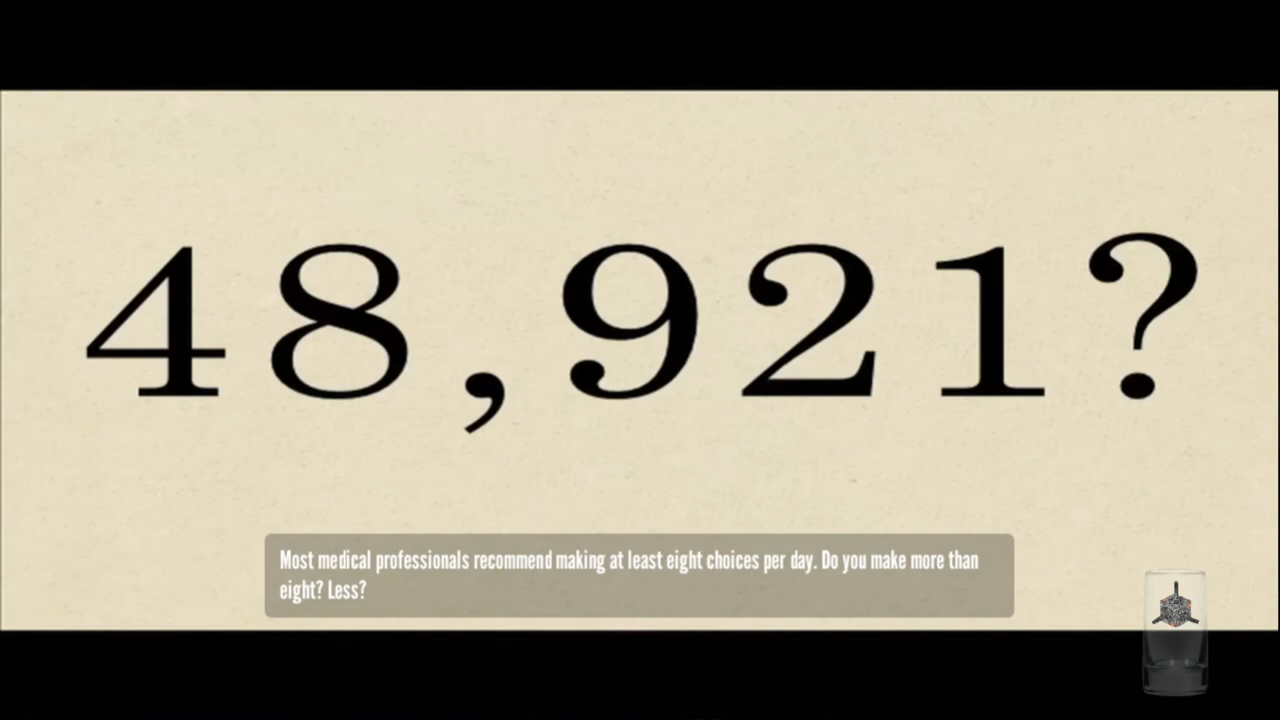 48,921?
Most medical professionals recommend making at least eight choices per day. Do you make more than
eight? Less?